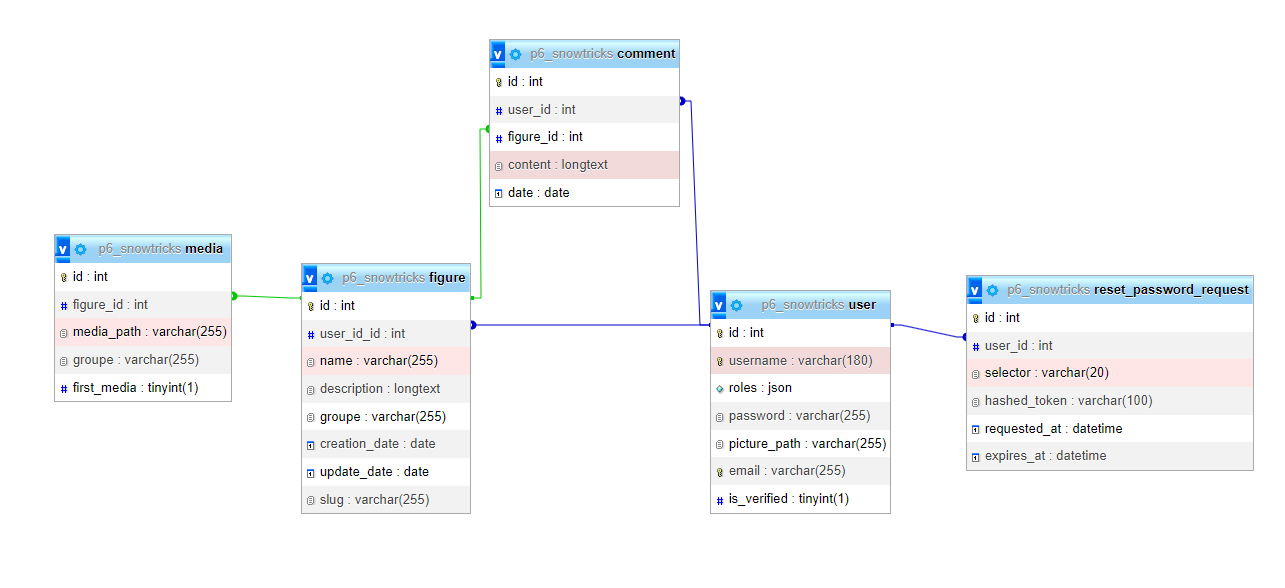 v p6_snowtricks comment
id : int
user_id : int
figure_id : int
content : longtext
date : date
v p6_snowtricks media
id : int
figure_id : int
media_path : varchar(255)
groupe : varchar(255)
first_media : tinyint(1)
v p6_snowtricks figure
id : int
user_id_id : int
name : varchar(255)
description : longtext
groupe : varchar(255)
creation_date : date
update_date : date
slug : varchar(255)
v p6_snowtricks user
id : int
username : varchar(180)
roles : json
password : varchar(255)
picture_path : varchar(255)
email : varchar(255)
is_verified : tinyint(1)
v p6_snowtricks reset_password_request
id : int
user_id : int
selector : varchar(20)
hashed_token : varchar(100)
requested_at : datetime
expires_at : datetime